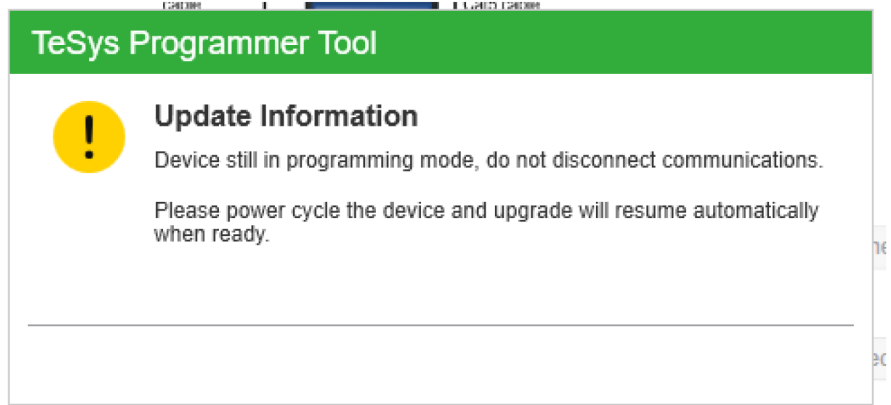 TeSys Programmer Tool
Update Information
Device still in programming mode, do not disconnect communications.
Please power cycle the device and upgrade will resume automatically
when ready.